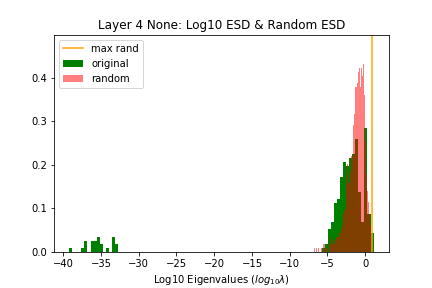 Layer 4 None: Log10 ESD & Random ESD
max rand
original
random
0.4
0.3
0.2
0.1
0.0
−40 −35 −30 −25 −20 −15 −10 −5 0
Log10 Eigenvalues (log₁₀λ)